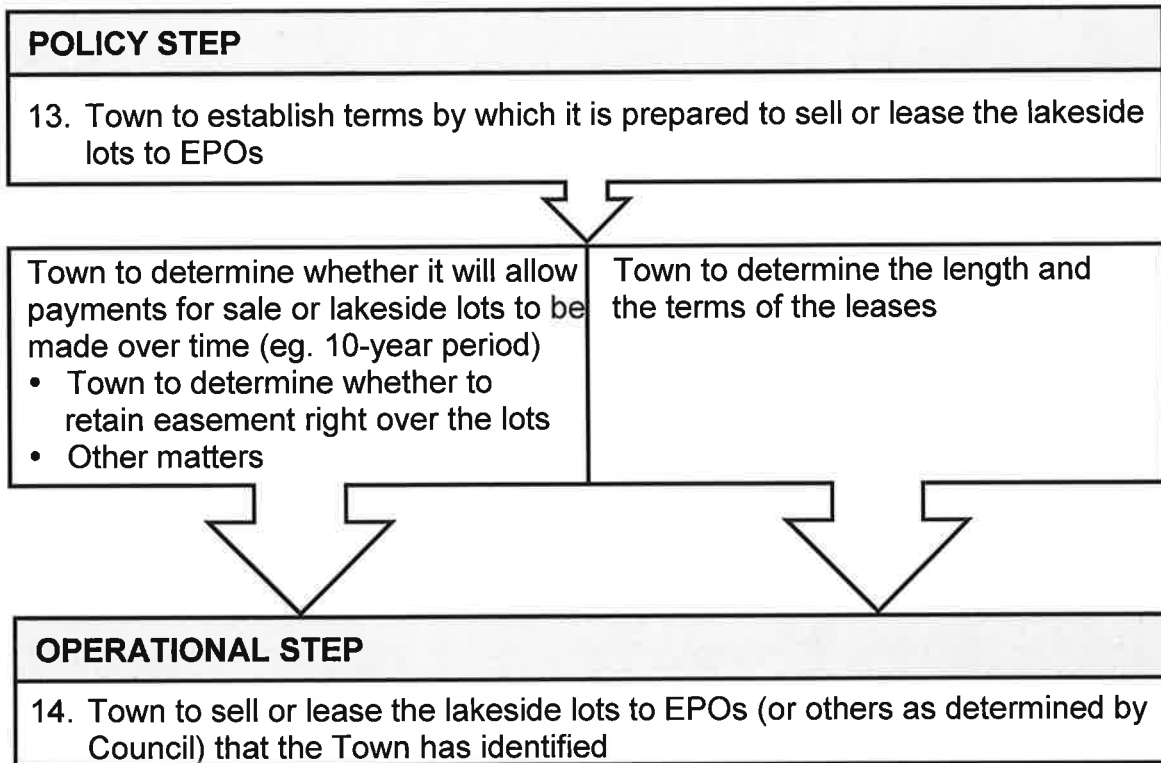 POLICY STEP
13. Town to establish terms by which it is prepared to sell or lease the lakeside
lots to EPOs
Town to determine whether it will allow
payments for sale or lakeside lots to be
made over time (eg. 10-year period)
• Town to determine whether to
retain easement right over the lots
• Other matters
Town to determine the length and
the terms of the leases
OPERATIONAL STEP
14. Town to sell or lease the lakeside lots to EPOs (or others as determined by
Council) that the Town has identified